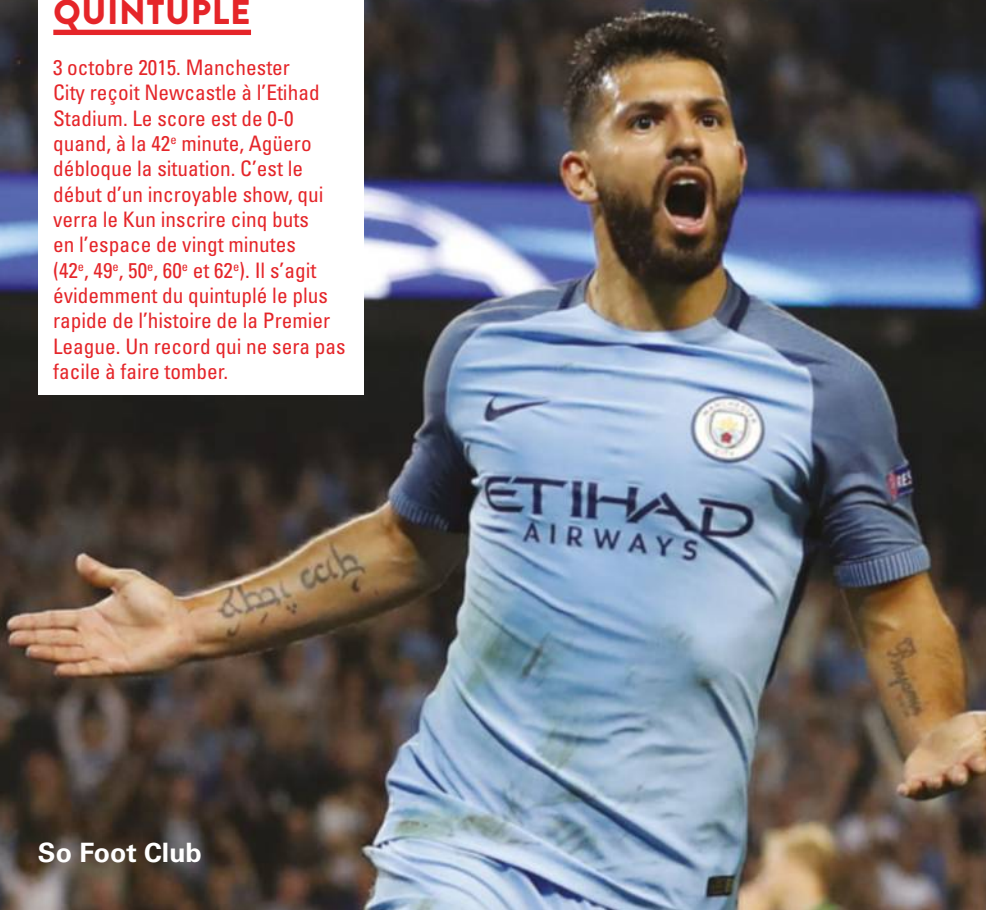 QUINTUPLÉ
3 octobre 2015. Manchester
City reçoit Newcastle à l’Etihad
Stadium. Le score est de 0-0
quand, à la 42e minute, Agüero
débloque la situation. C’est le
début d’un incroyable show, qui
verra le Kun inscrire cinq buts
en l’espace de vingt minutes
(42e, 49e, 50e, 60e et 62e). Il s’agit
évidemment du quintuplé le plus
rapide de l’histoire de la Premier
League. Un record qui ne sera pas
facile à faire tomber.
MANCHESTER
CITY
RES
ETIHAD
AIRWAYS
So Foot Club